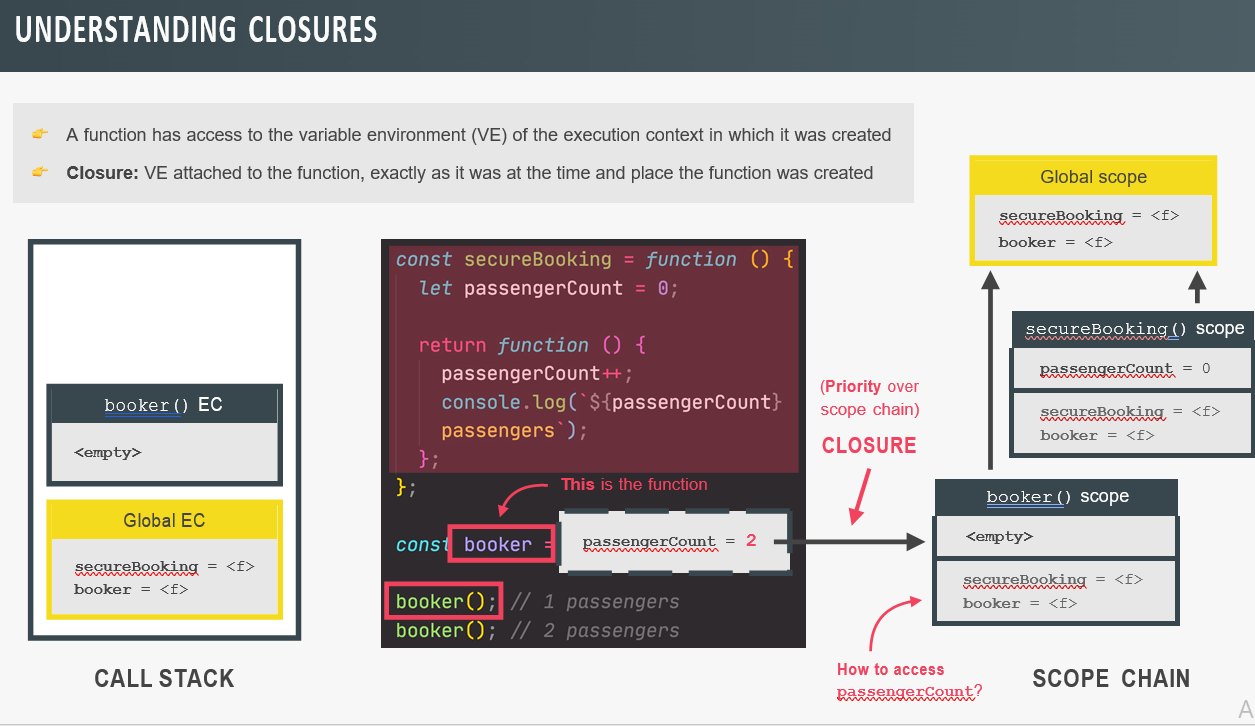 UNDERSTANDING CLOSURES
👉 A function has access to the variable environment (VE) of the execution context in which it was created
👉 Closure: VE attached to the function, exactly as it was at the time and place the function was created
booker() EC
<empty>
Global EC
secureBooking = <f>
booker = <f>
CALL STACK
const secureBooking = function () {
let passengerCount = 0;
return function () {
passengerCount++;
console.log(`${passengerCount}
passengers`);
};
};
This is the function
const booker =
passengerCount = 2
booker(); // 1 passengers
booker(); // 2 passengers
(Priority over
scope chain)
CLOSURE
How to access
passengerCount?
Global scope
secureBooking = <f>
booker = <f>
secureBooking() scope
passengerCount = 0
secureBooking = <f>
booker = <f>
booker() scope
<empty>
secureBooking = <f>
booker = <f>
SCOPE CHAIN
A